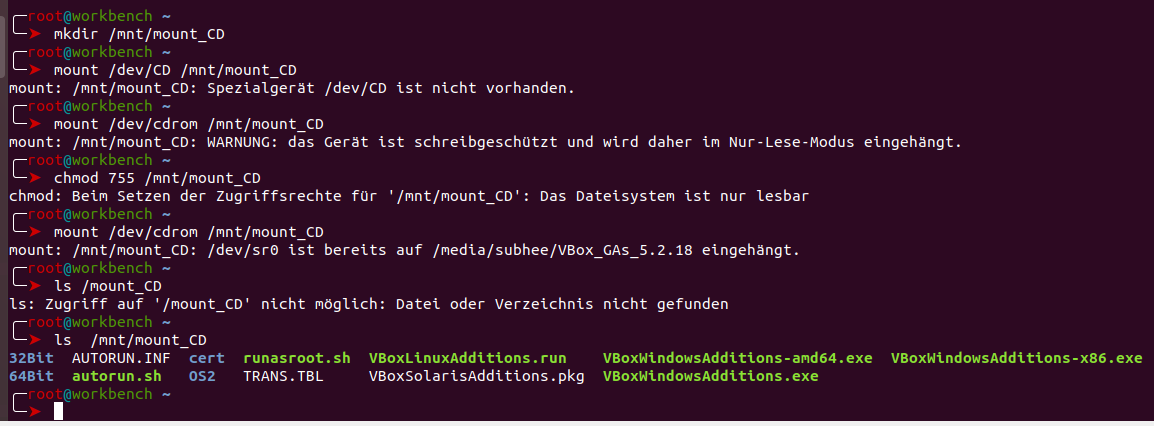 root@workbench ~
➤ mkdir /mnt/mount_CD
root@workbench ~
➤ mount /dev/CD /mnt/mount_CD
mount: /mnt/mount_CD: Spezialgerät /dev/CD ist nicht vorhanden.
root@workbench ~
➤ mount /dev/cdrom /mnt/mount_CD
mount: /mnt/mount_CD: WARNUNG: das Gerät ist schreibgeschützt und wird daher im Nur-Lese-Modus eingehängt.
root@workbench ~
➤ chmod 755 /mnt/mount_CD
chmod: Beim Setzen der Zugriffsrechte für '/mnt/mount_CD': Das Dateisystem ist nur lesbar
root@workbench ~
➤ mount /dev/cdrom /mnt/mount_CD
mount: /mnt/mount_CD: /dev/sr0 ist bereits auf /media/subhee/VBox_GAs_5.2.18 eingehängt.
root@workbench ~
➤ ls /mount_CD
ls: Zugriff auf '/mount_CD' nicht möglich: Datei oder Verzeichnis nicht gefunden
root@workbench ~
➤ ls  /mnt/mount_CD
32Bit  AUTORUN.INF  cert  runasroot.sh  VBoxLinuxAdditions.run    VBoxWindowsAdditions-amd64.exe  VBoxWindowsAdditions-x86.exe
64Bit  autorun.sh   OS2   TRANS.TBL     VBoxSolarisAdditions.pkg  VBoxWindowsAdditions.exe
root@workbench ~
➤